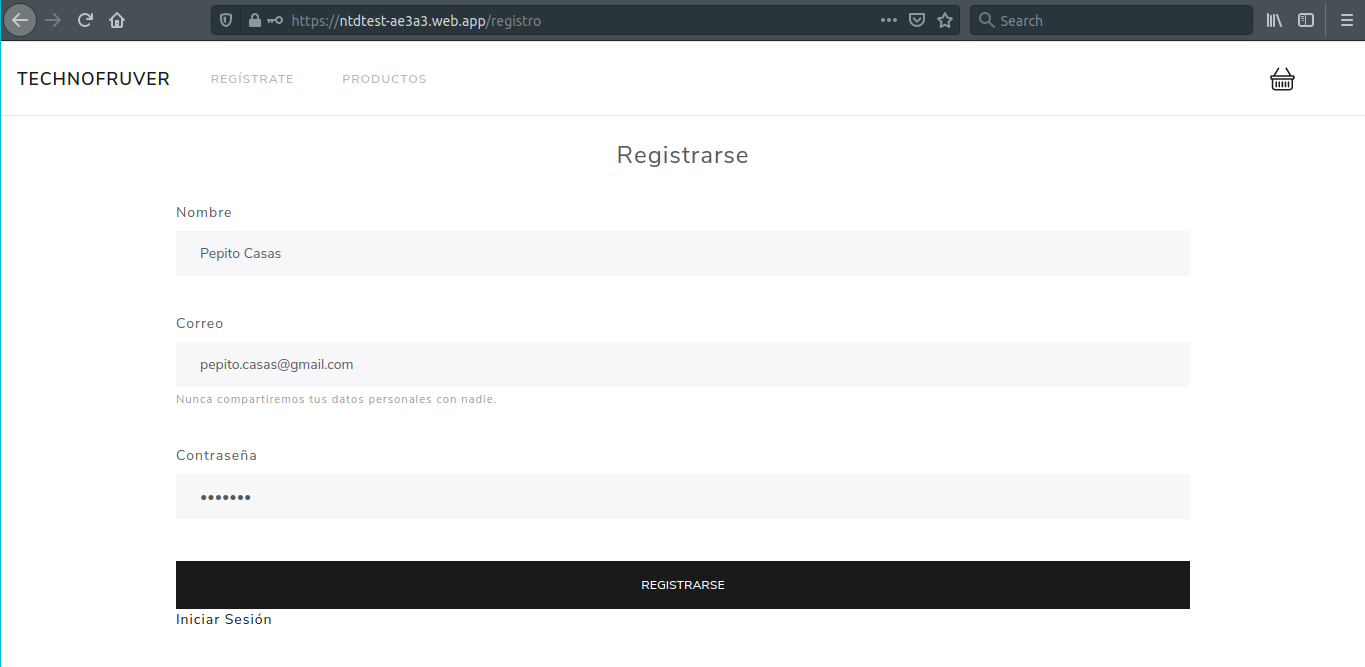 https://ntdtest-ae3a3.web.app/registro
Search
TECHNOFRUVER REGÍSTRATE PRODUCTOS
Registrarse
Nombre
Pepito Casas
Correo
pepito.casas@gmail.com
Nunca compartiremos tus datos personales con nadie.
Contraseña
•••••••
REGISTRARSE
Iniciar Sesión